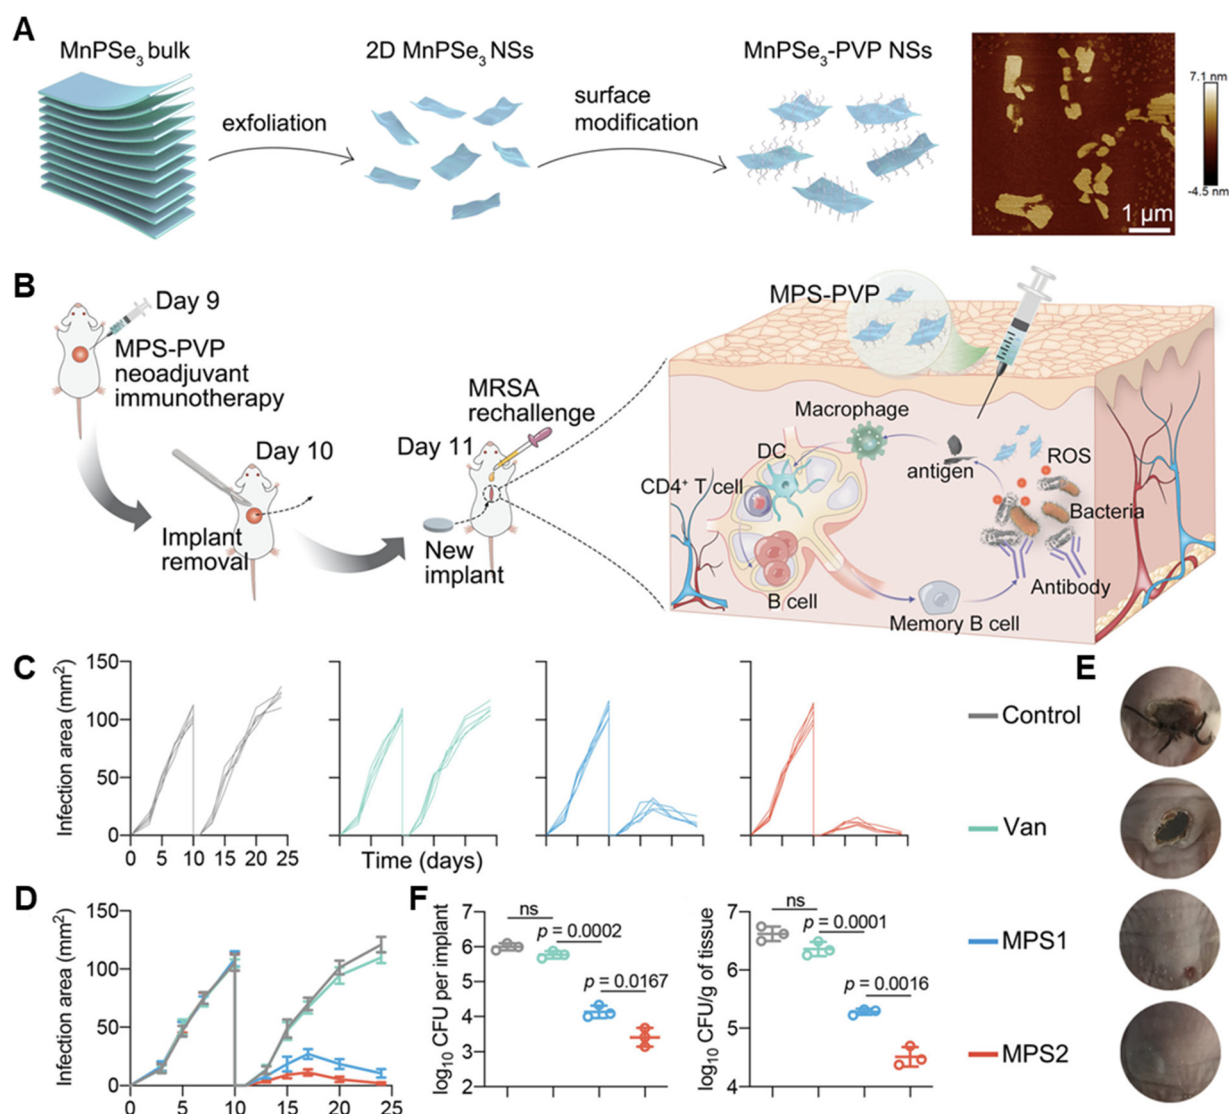 A
MnPSe₃ bulk
2D MnPSe₃ NSs
MnPSe₃-PVP NSs
exfoliation
surface
modification
7.1 nm
-4.5 nm
1 µm
B
Day 9
MPS-PVP
neoadjuvant
immunotherapy
Day 10
Implant
removal
Day 11
MRSA
rechallenge
New
implant
MPS-PVP
Macrophage
DC
CD4⁺ T cell
B cell
antigen
ROS
Bacteria
Antibody
Memory B cell
C
Infection area (mm²)
150
100
50
0
0 5 10 15 20 25
Time (days)
Control
Van
MPS1
MPS2
E
D
Infection area (mm²)
150
100
50
0
0 5 10 15 20 25
F
log₁₀ CFU per implant
7
6
5
4
3
2
ns
p = 0.0002
p = 0.0167
log₁₀ CFU/g of tissue
7
6
5
4
ns
p = 0.0001
p = 0.0016